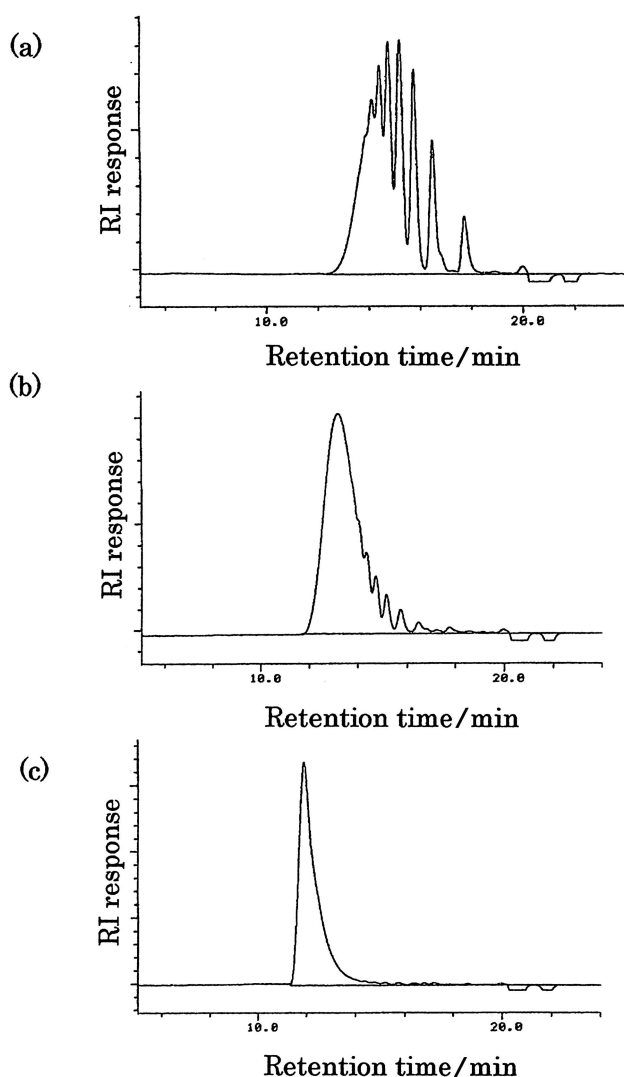 (a)
RI response
10.0 20.0
Retention time/min
(b)
RI response
10.0 20.0
Retention time/min
(c)
RI response
10.0 20.0
Retention time/min